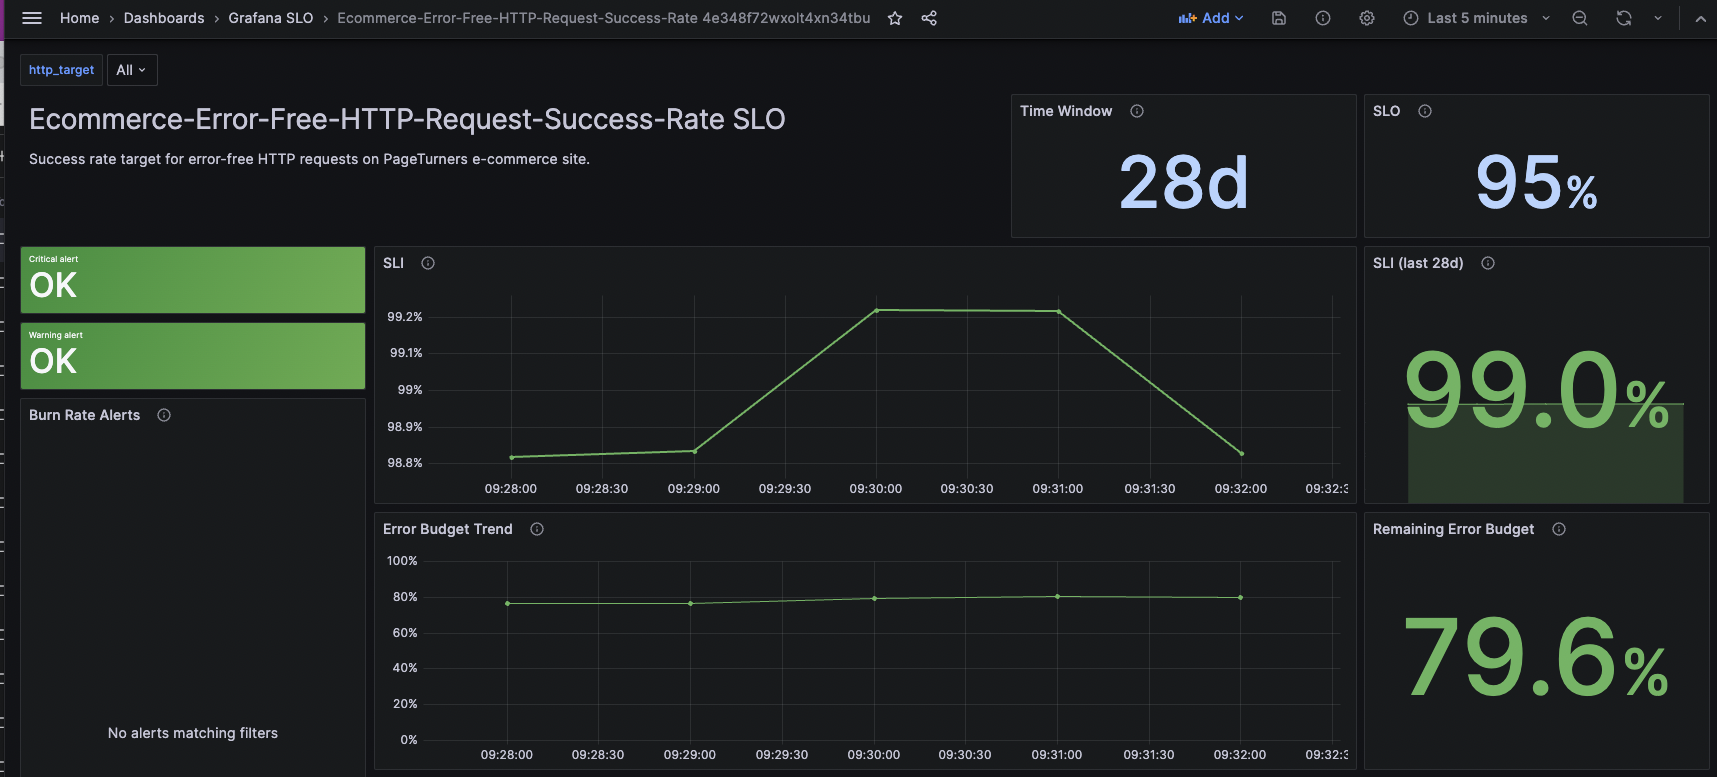 Home › Dashboards › Grafana SLO › Ecommerce-Error-Free-HTTP-Request-Success-Rate 4e348f72wxolt4xn34tbu
Add
Last 5 minutes
http_target
All
Ecommerce-Error-Free-HTTP-Request-Success-Rate SLO
Success rate target for error-free HTTP requests on PageTurners e-commerce site.
Time Window
28d
SLO
95%
Critical alert
OK
Warning alert
OK
Burn Rate Alerts
No alerts matching filters
SLI
99.2%
99.1%
99%
98.9%
98.8%
09:28:00 09:28:30 09:29:00 09:29:30 09:30:00 09:30:30 09:31:00 09:31:30 09:32:00 09:32:3
SLI (last 28d)
99.0%
Error Budget Trend
100%
80%
60%
40%
20%
0%
09:28:00 09:28:30 09:29:00 09:29:30 09:30:00 09:30:30 09:31:00 09:31:30 09:32:00 09:32:3
Remaining Error Budget
79.6%